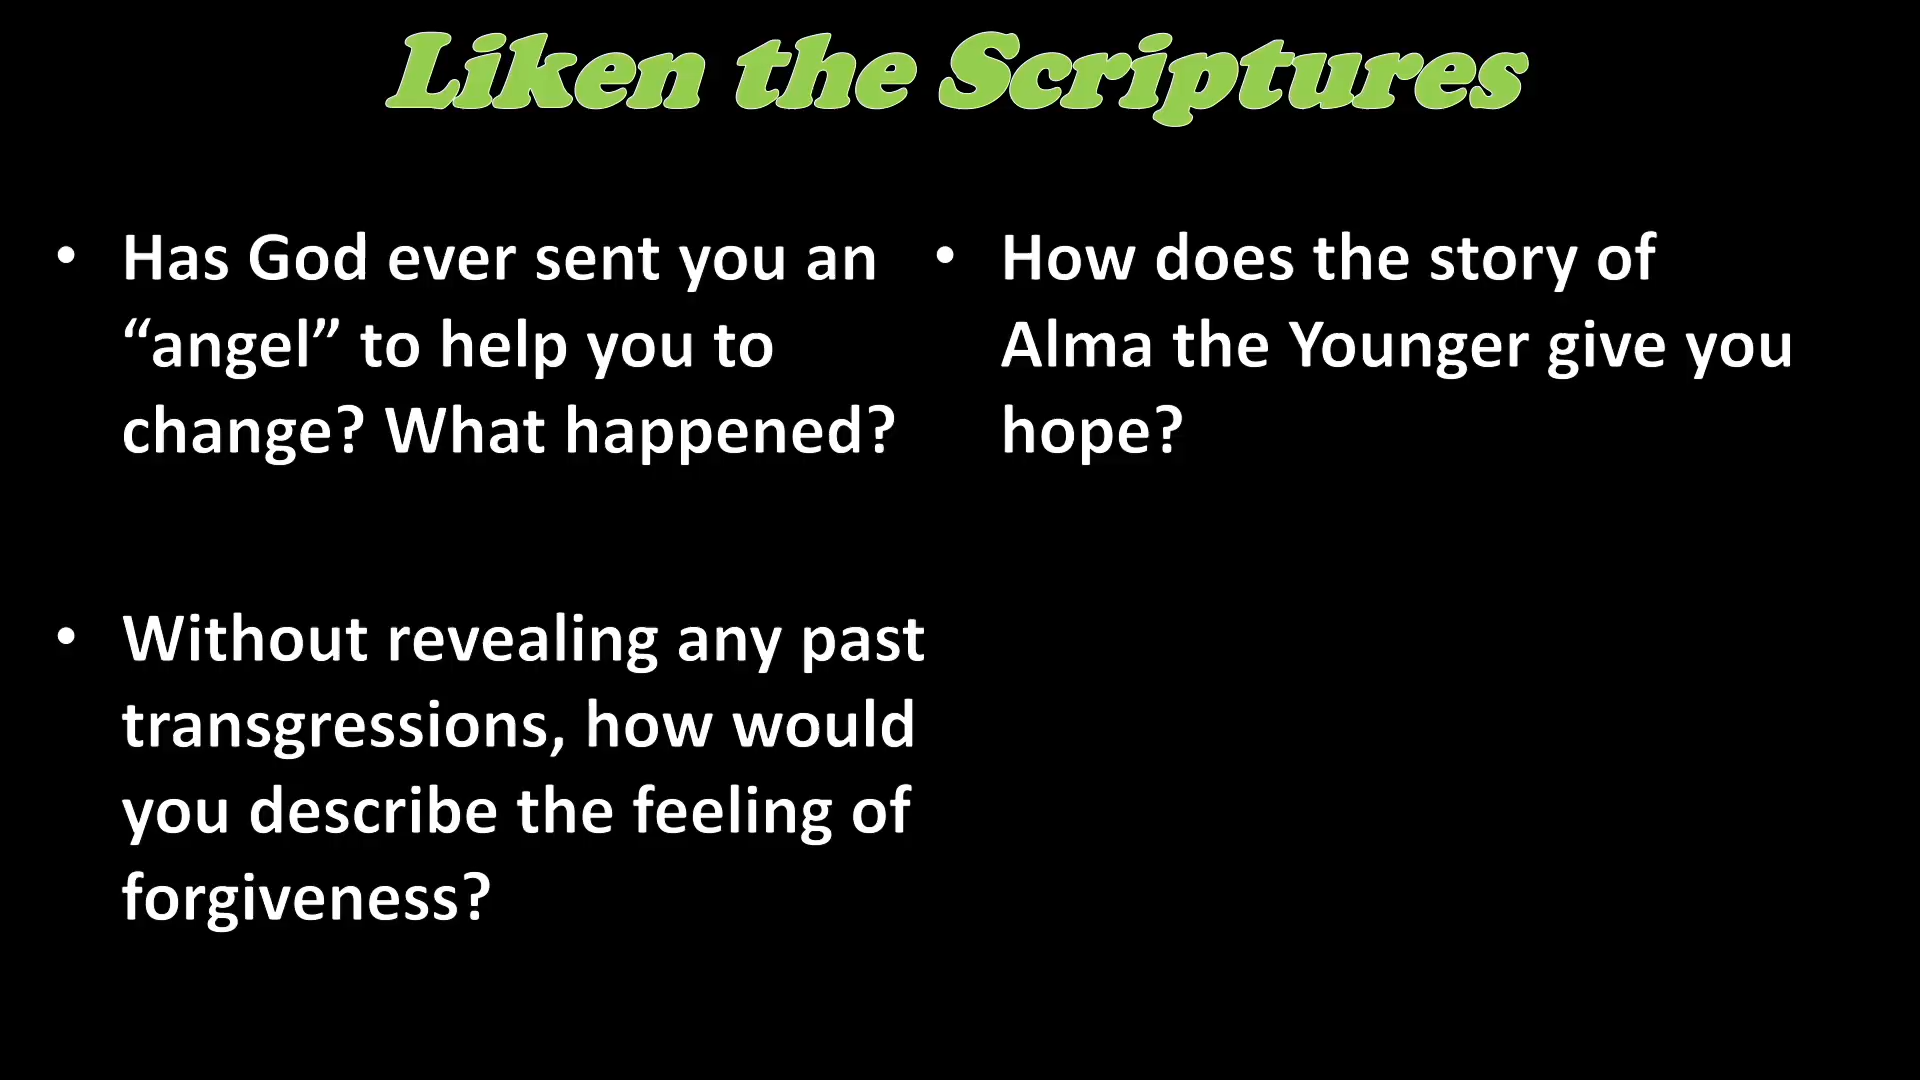 Liken the Scriptures
• Has God ever sent you an
“angel” to help you to
change? What happened?
• Without revealing any past
transgressions, how would
you describe the feeling of
forgiveness?
• How does the story of
Alma the Younger give you
hope?